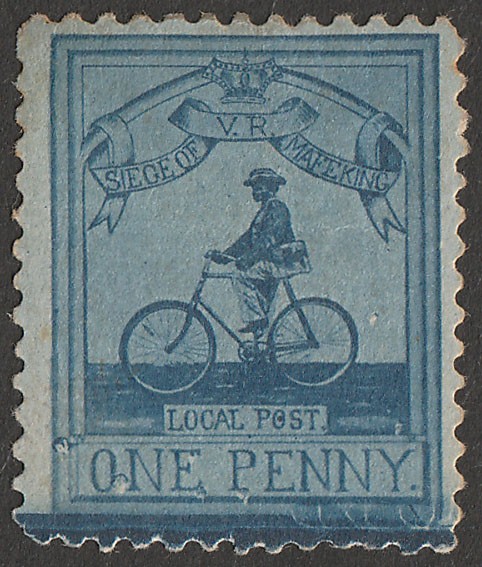 V. R.
SIEGE OF MAFEKING
LOCAL POST.
ONE PENNY.